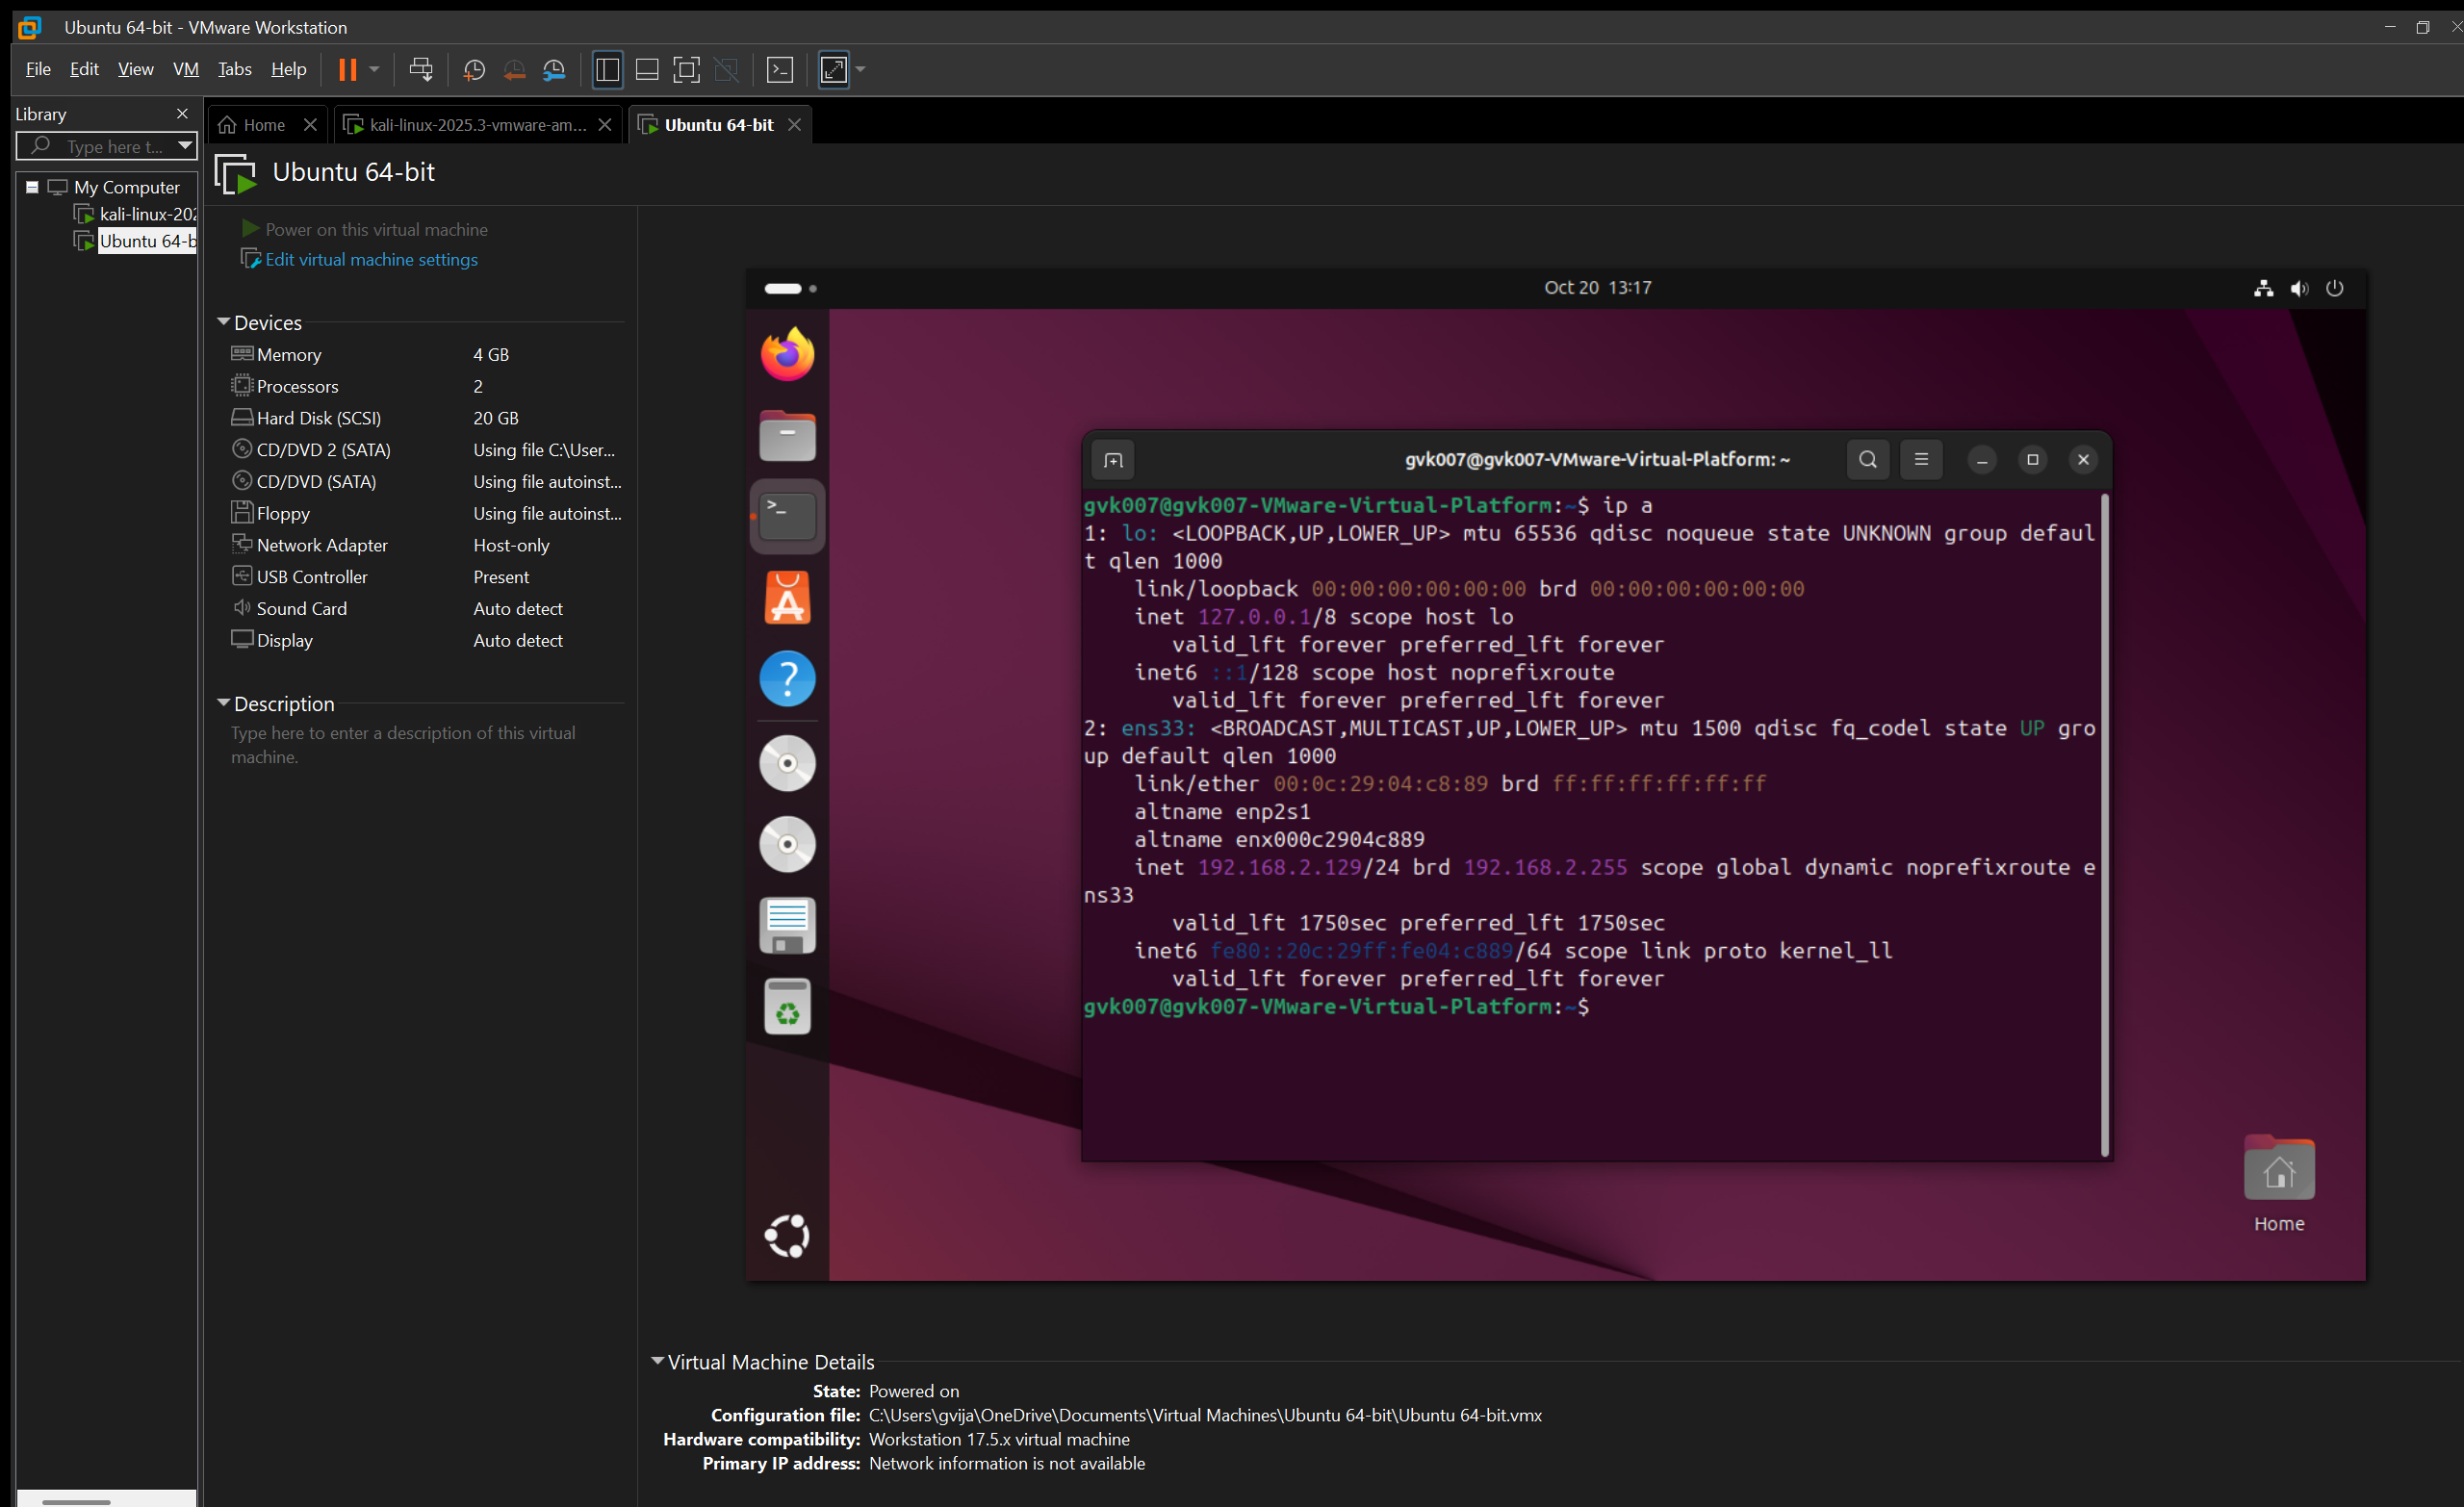 Ubuntu 64-bit - VMware Workstation
File Edit View VM Tabs Help
Library
Type here t...
My Computer
kali-linux-202
Ubuntu 64-b
Home
kali-linux-2025.3-vmware-am...
Ubuntu 64-bit
Ubuntu 64-bit
Power on this virtual machine
Edit virtual machine settings
Devices
Memory 4 GB
Processors 2
Hard Disk (SCSI) 20 GB
CD/DVD 2 (SATA) Using file C:\User...
CD/DVD (SATA) Using file autoinst...
Floppy Using file autoinst...
Network Adapter Host-only
USB Controller Present
Sound Card Auto detect
Display Auto detect
Description
Type here to enter a description of this virtual
machine.
Oct 20 13:17
gvk007@gvk007-VMware-Virtual-Platform: ~
gvk007@gvk007-VMware-Virtual-Platform:~$ ip a
1: lo: <LOOPBACK,UP,LOWER_UP> mtu 65536 qdisc noqueue state UNKNOWN group defaul
t qlen 1000
link/loopback 00:00:00:00:00:00 brd 00:00:00:00:00:00
inet 127.0.0.1/8 scope host lo
valid_lft forever preferred_lft forever
inet6 ::1/128 scope host noprefixroute
valid_lft forever preferred_lft forever
2: ens33: <BROADCAST,MULTICAST,UP,LOWER_UP> mtu 1500 qdisc fq_codel state UP gro
up default qlen 1000
link/ether 00:0c:29:04:c8:89 brd ff:ff:ff:ff:ff:ff
altname enp2s1
altname enx000c2904c889
inet 192.168.2.129/24 brd 192.168.2.255 scope global dynamic noprefixroute e
ns33
valid_lft 1750sec preferred_lft 1750sec
inet6 fe80::20c:29ff:fe04:c889/64 scope link proto kernel_ll
valid_lft forever preferred_lft forever
gvk007@gvk007-VMware-Virtual-Platform:~$
Home
Virtual Machine Details
State: Powered on
Configuration file: C:\Users\gvija\OneDrive\Documents\Virtual Machines\Ubuntu 64-bit\Ubuntu 64-bit.vmx
Hardware compatibility: Workstation 17.5.x virtual machine
Primary IP address: Network information is not available